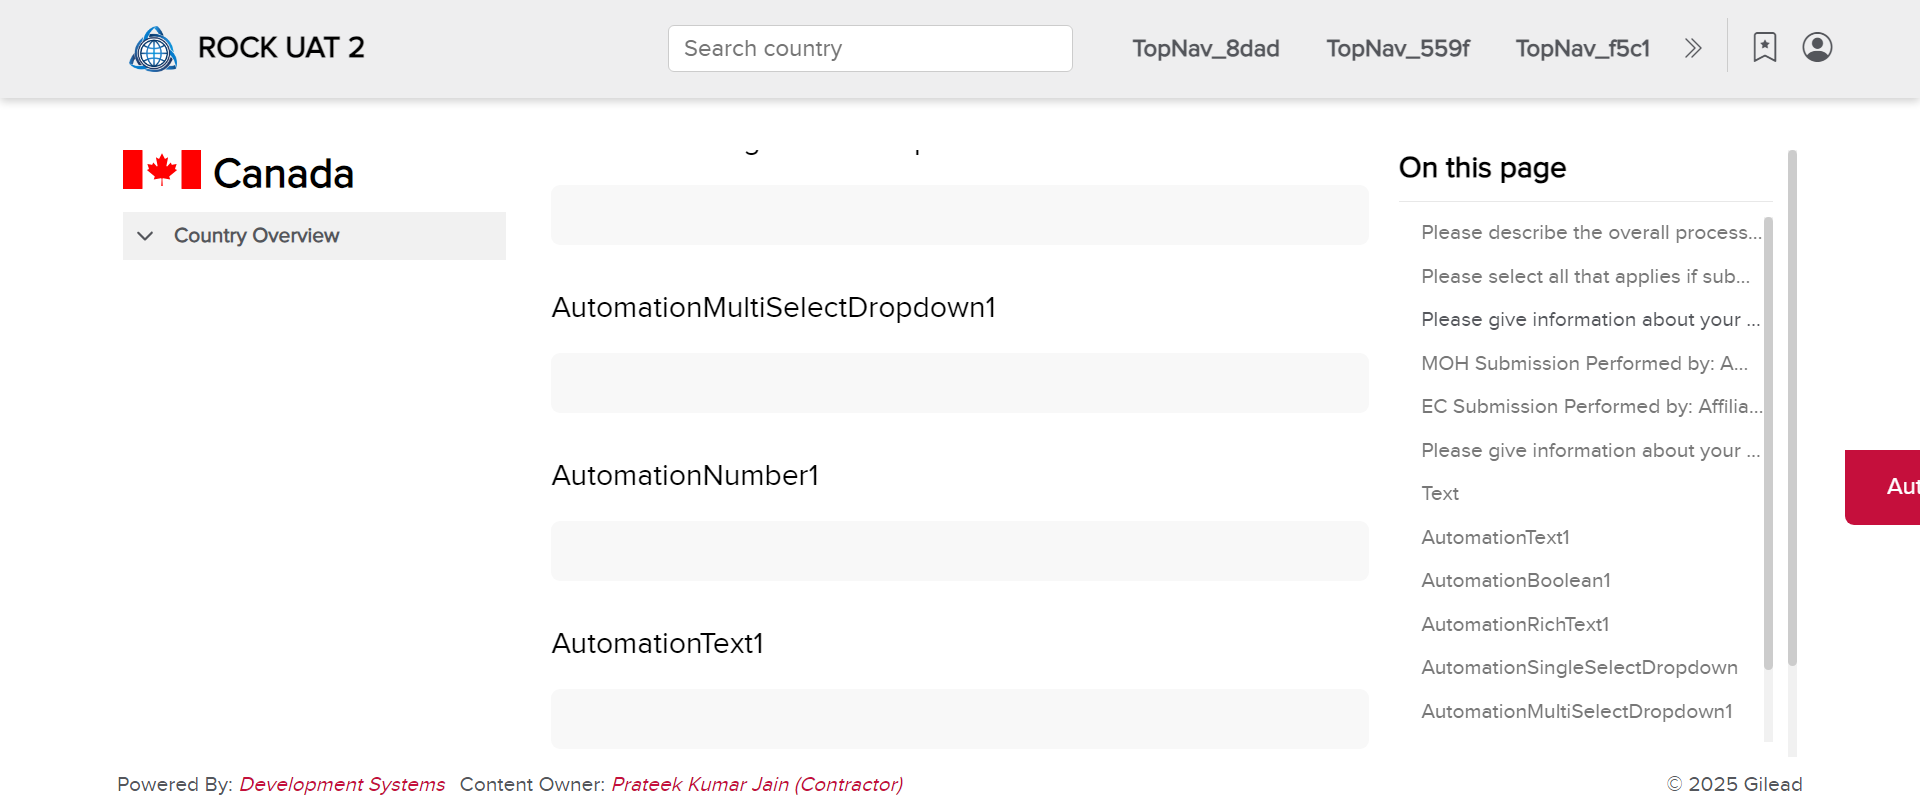 ROCK UAT 2
Search country
TopNav_8dad
TopNav_559f
TopNav_f5c1
Canada
Country Overview
AutomationMultiSelectDropdown1
AutomationNumber1
AutomationText1
On this page
Please describe the overall process...
Please select all that applies if sub...
Please give information about your ...
MOH Submission Performed by: A...
EC Submission Performed by: Affilia...
Please give information about your ...
Text
AutomationText1
AutomationBoolean1
AutomationRichText1
AutomationSingleSelectDropdown
AutomationMultiSelectDropdown1
Aut
Powered By: Development Systems Content Owner: Prateek Kumar Jain (Contractor)
© 2025 Gilead